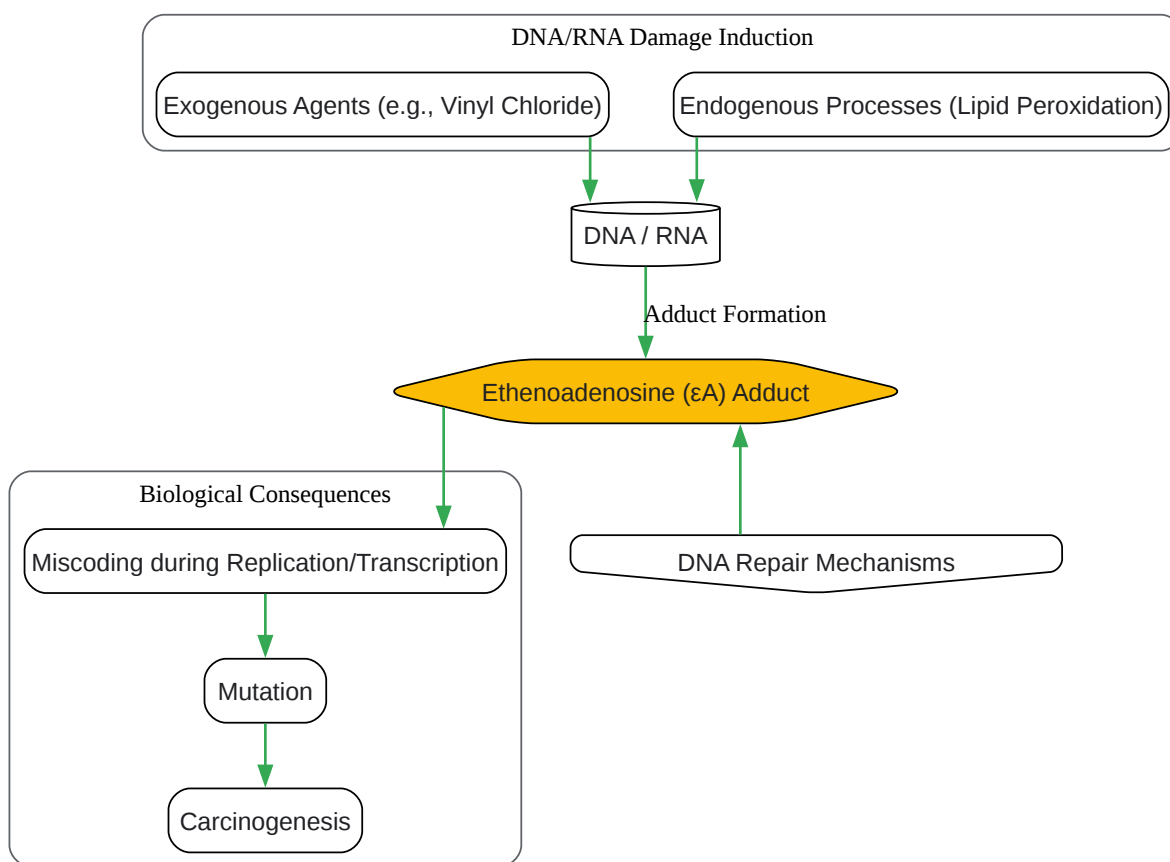 DNA/RNA Damage Induction
Exogenous Agents (e.g., Vinyl Chloride)
Endogenous Processes (Lipid Peroxidation)
DNA / RNA
Adduct Formation
Ethenoadenosine (εA) Adduct
Biological Consequences
Miscoding during Replication/Transcription
DNA Repair Mechanisms
Mutation
Carcinogenesis